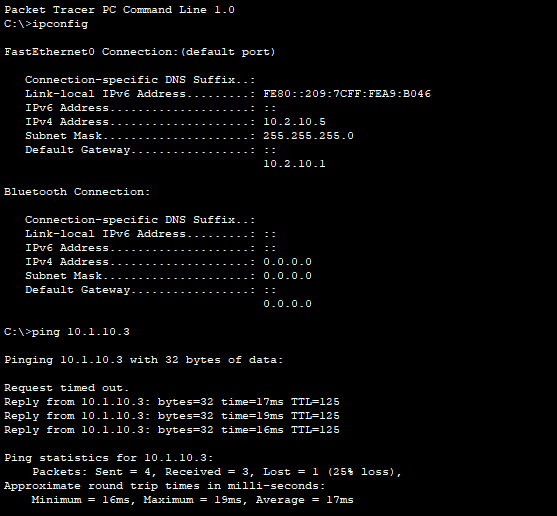 Packet Tracer PC Command Line 1.0
C:\>ipconfig

FastEthernet0 Connection:(default port)

   Connection-specific DNS Suffix..:
   Link-local IPv6 Address.........: FE80::209:7CFF:FEA9:B046
   IPv6 Address....................: ::
   IPv4 Address....................: 10.2.10.5
   Subnet Mask.....................: 255.255.255.0
   Default Gateway.................: ::
                                     10.2.10.1

Bluetooth Connection:

   Connection-specific DNS Suffix..:
   Link-local IPv6 Address.........: ::
   IPv6 Address....................: ::
   IPv4 Address....................: 0.0.0.0
   Subnet Mask.....................: 0.0.0.0
   Default Gateway.................: ::
                                     0.0.0.0

C:\>ping 10.1.10.3

Pinging 10.1.10.3 with 32 bytes of data:

Request timed out.
Reply from 10.1.10.3: bytes=32 time=17ms TTL=125
Reply from 10.1.10.3: bytes=32 time=19ms TTL=125
Reply from 10.1.10.3: bytes=32 time=16ms TTL=125

Ping statistics for 10.1.10.3:
    Packets: Sent = 4, Received = 3, Lost = 1 (25% loss),
Approximate round trip times in milli-seconds:
    Minimum = 16ms, Maximum = 19ms, Average = 17ms